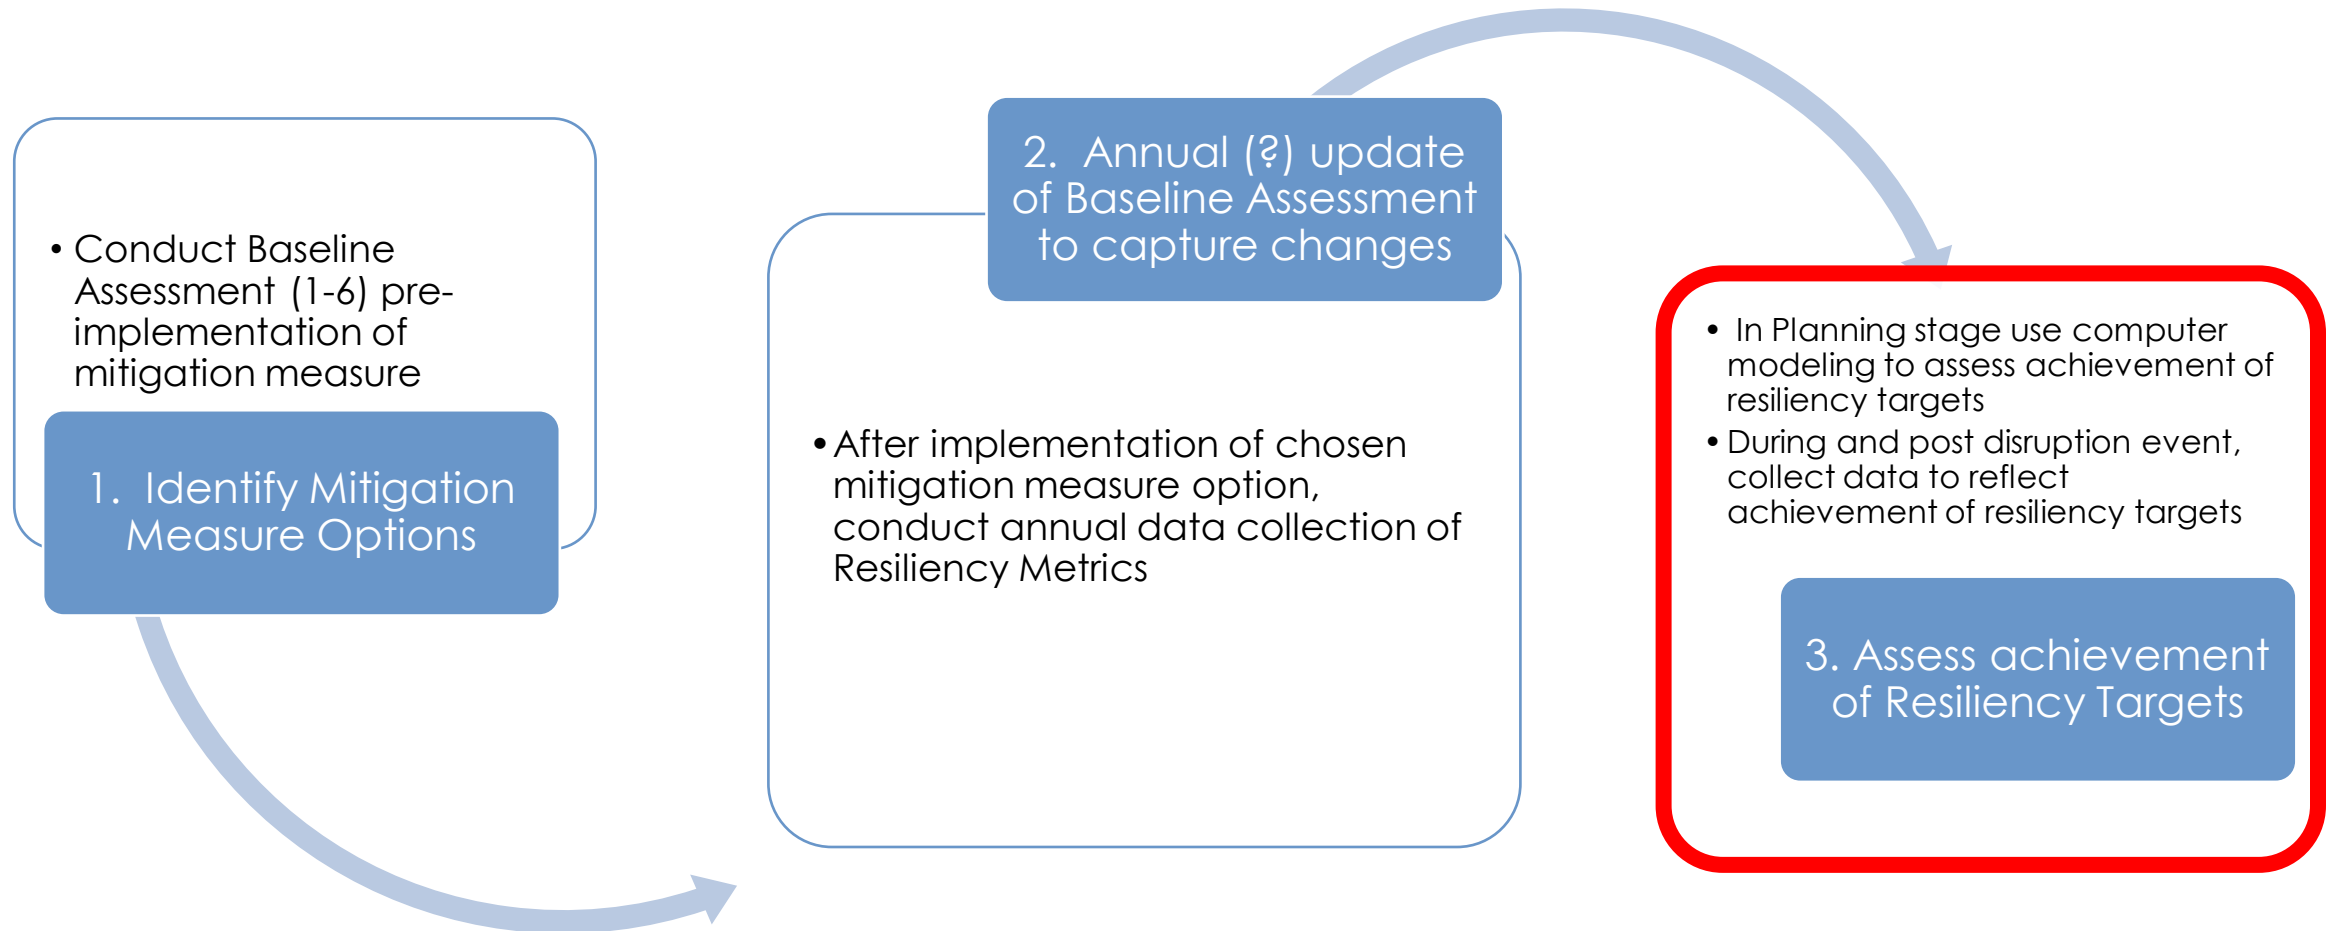 • Conduct Baseline
Assessment (1-6) pre-
implementation of
mitigation measure
1. Identify Mitigation
Measure Options
2. Annual (?) update
of Baseline Assessment
to capture changes
•After implementation of chosen
mitigation measure option,
conduct annual data collection of
Resiliency Metrics
• In Planning stage use computer
modeling to assess achievement of
resiliency targets
• During and post disruption event,
collect data to reflect
achievement of resiliency targets
3. Assess achievement
of Resiliency Targets